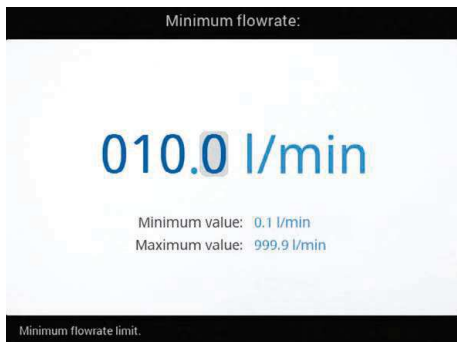 Minimum flowrate:
010.0 l/min
Minimum value: 0.1 l/min
Maximum value: 999.9 l/min
Minimum flowrate limit.